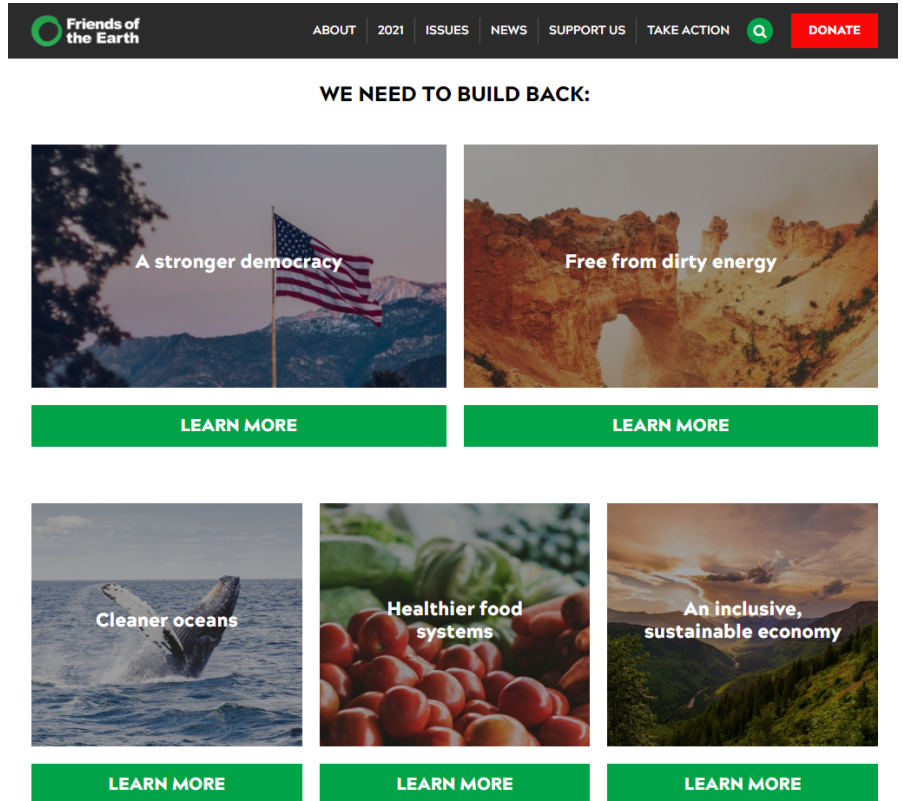 Friends of
the Earth
ABOUT
2021
ISSUES
NEWS
SUPPORT US
TAKE ACTION
DONATE
WE NEED TO BUILD BACK:
A stronger democracy
Free from dirty energy
LEARN MORE
LEARN MORE
Cleaner oceans
Healthier food
systems
An inclusive,
sustainable economy
LEARN MORE
LEARN MORE
LEARN MORE